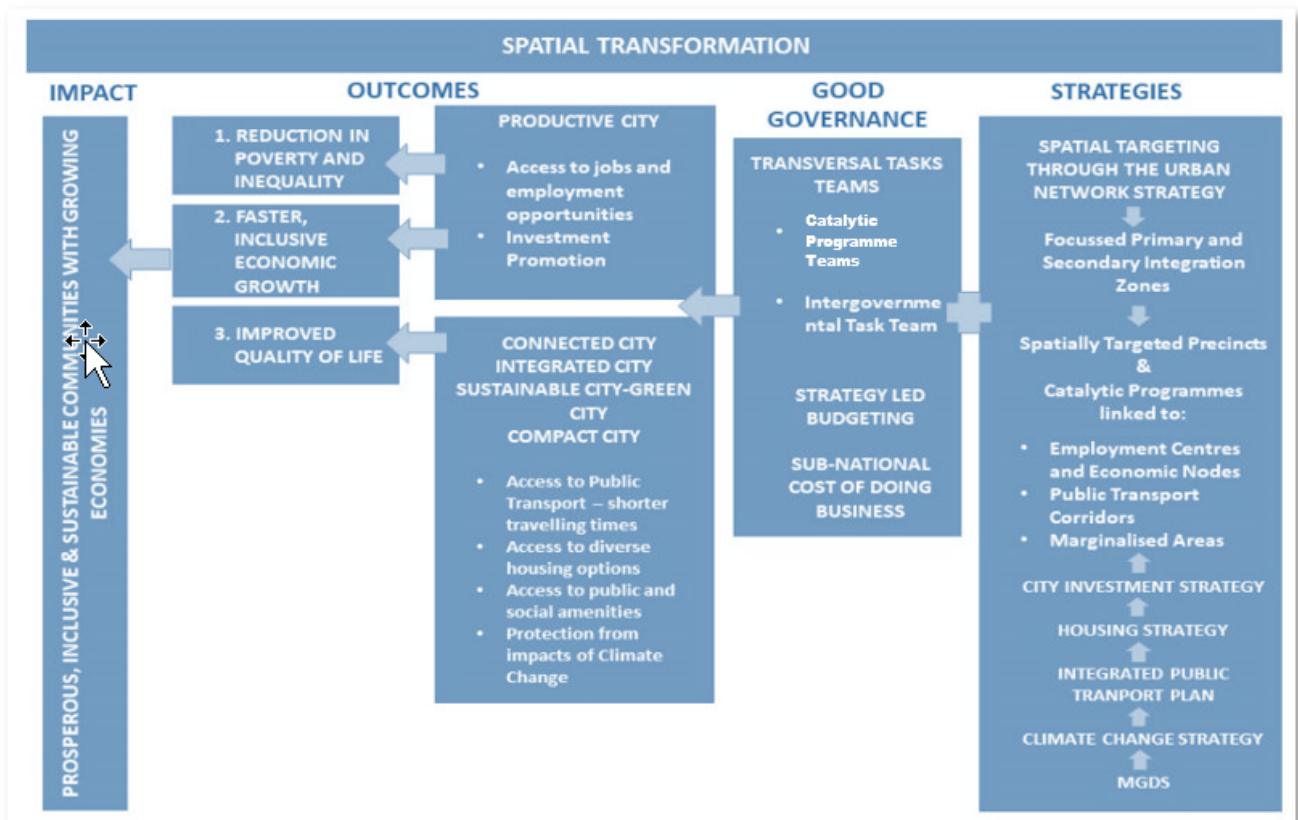 SPATIAL TRANSFORMATION
IMPACT
PROSPEROUS, INCLUSIVE & SUSTAINABLE COMMUNITIES WITH GROWING
ECONOMIES
OUTCOMES
1. REDUCTION IN
POVERTY AND
INEQUALITY
2. FASTER,
INCLUSIVE
ECONOMIC
GROWTH
3. IMPROVED
QUALITY OF LIFE
PRODUCTIVE CITY
• Access to jobs and
employment
opportunities
• Investment
Promotion
CONNECTED CITY
INTEGRATED CITY
SUSTAINABLE CITY-GREEN
CITY
COMPACT CITY
• Access to Public
Transport – shorter
travelling times
• Access to diverse
housing options
• Access to public and
social amenities
• Protection from
impacts of Climate
Change
GOOD
GOVERNANCE
TRANSVERSAL TASKS
TEAMS
• Catalytic
Programme
Teams
• Intergovernme
ntal Task Team
STRATEGY LED
BUDGETING
SUB-NATIONAL
COST OF DOING
BUSINESS
STRATEGIES
SPATIAL TARGETING
THROUGH THE URBAN
NETWORK STRATEGY
Focussed Primary and
Secondary Integration
Zones
Spatially Targeted Precincts
&
Catalytic Programmes
linked to:
• Employment Centres
and Economic Nodes
• Public Transport
Corridors
• Marginalised Areas
CITY INVESTMENT STRATEGY
HOUSING STRATEGY
INTEGRATED PUBLIC
TRANPORT PLAN
CLIMATE CHANGE STRATEGY
MGDS